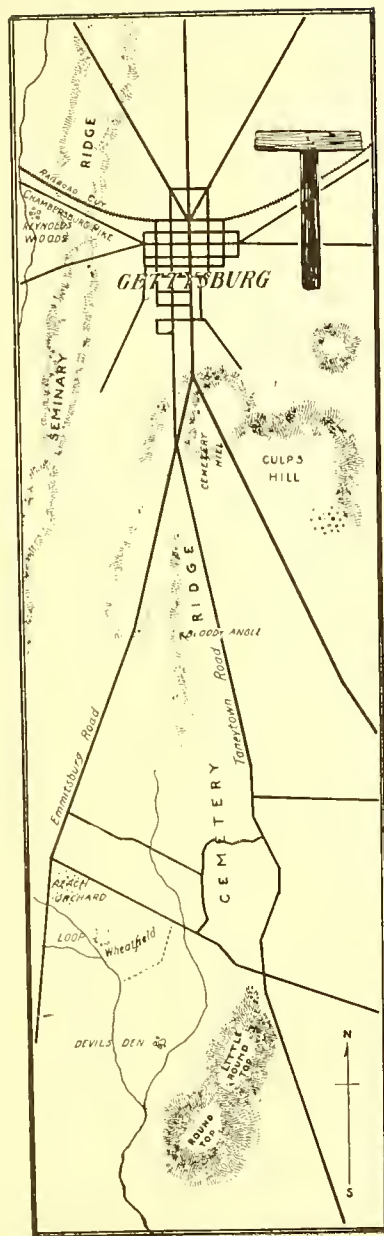 RIDGE
RAILROAD CUT
CHAMBERSBURG PIKE
REYNOLDS
WOODS
GETTYSBURG
SEMINARY
CEMETERY
HILL
CULPS
HILL
RIDGE
BLOODY ANGLE
Emmitsburg Road
Taneytown Road
CEMETERY
PEACH
ORCHARD
LOOP
Wheatfield
DEVILS DEN
LITTLE
ROUND
TOP
ROUND
TOP
N
S